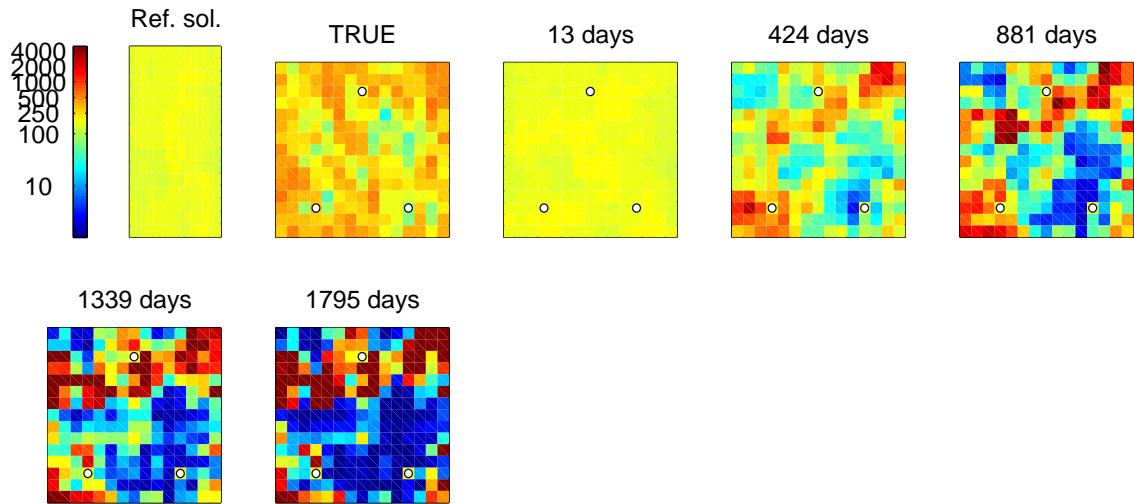 Ref. sol.
TRUE
13 days
424 days
881 days
4000
2000
1000
500
250
100
10
1339 days
1795 days